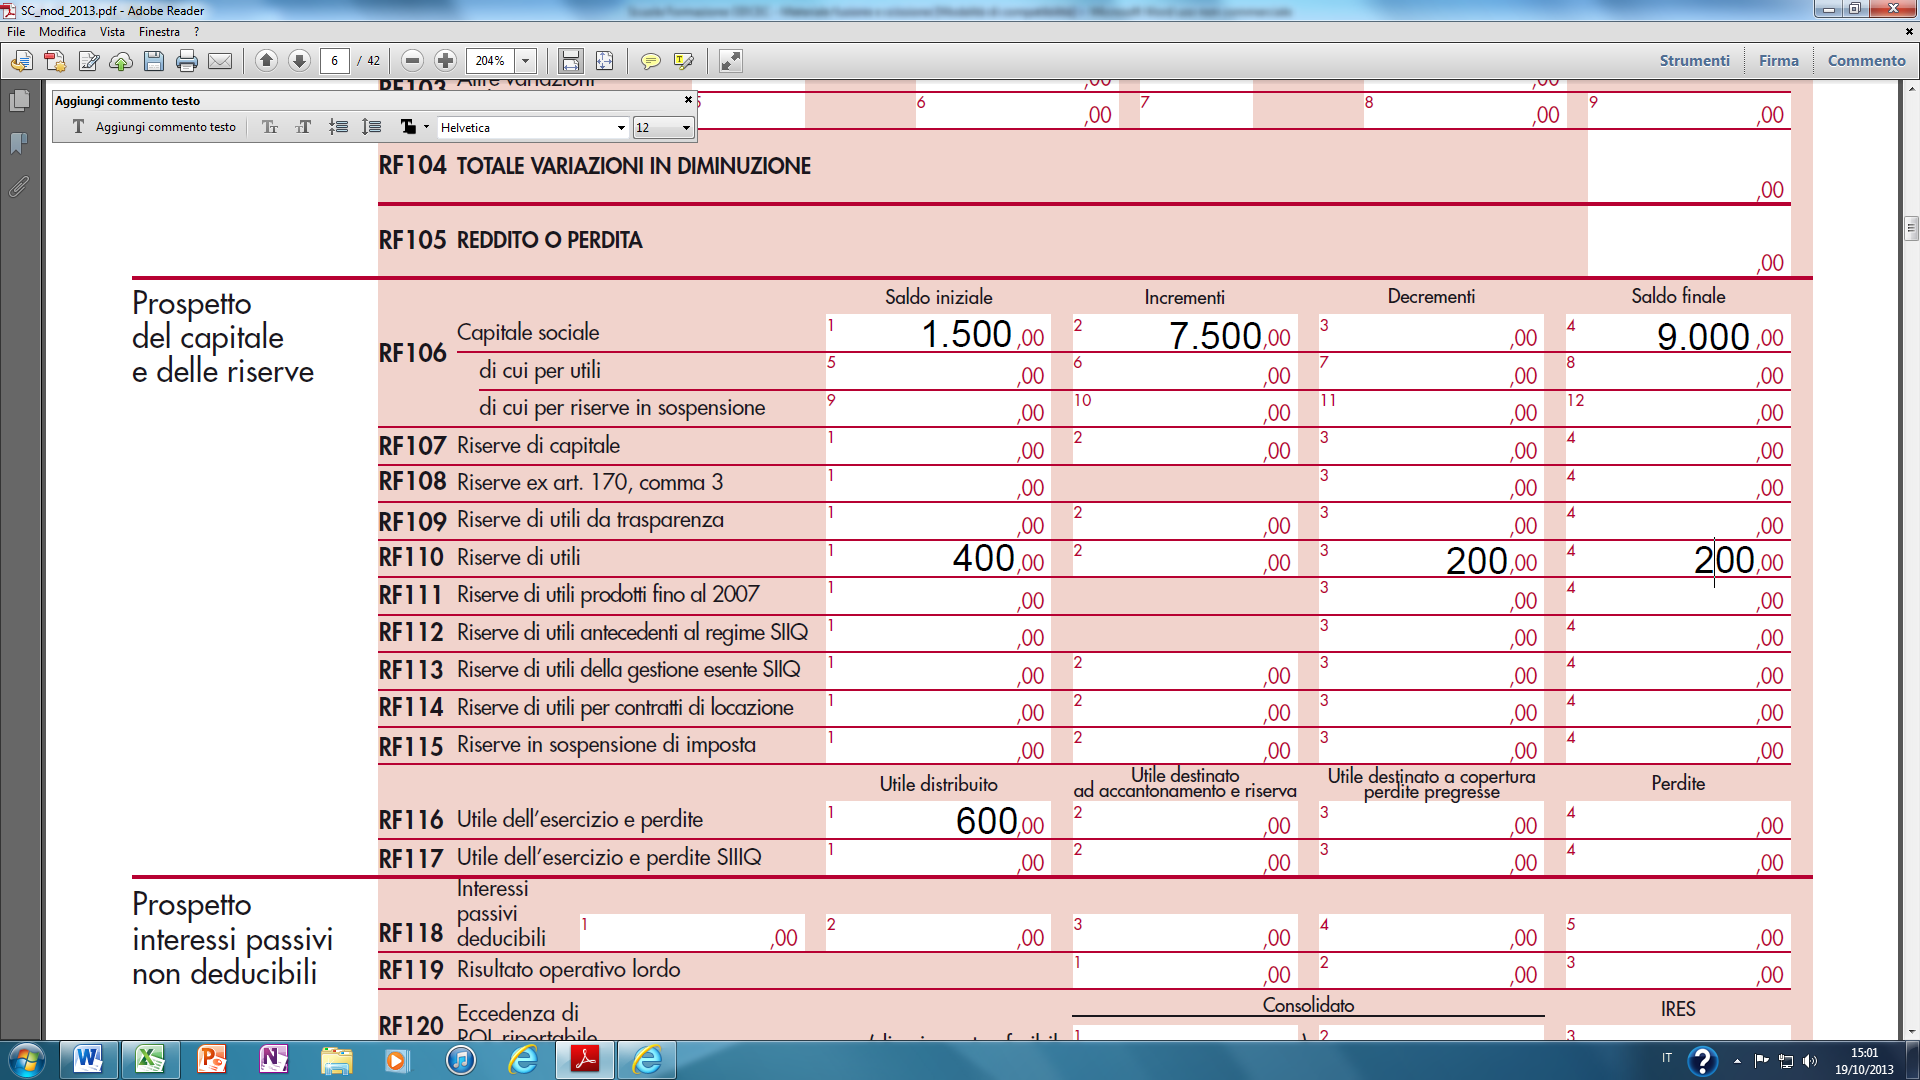 SC_mod_2013.pdf - Adobe Reader
File Modifica Vista Finestra ?
6 / 42 204% Strumenti Firma Commento
RF103 Altre variazioni ,00
Aggiungi commento testo
Aggiungi commento testo Helvetica 12
5 6 ,00 7 8 ,00 9 ,00
RF104 TOTALE VARIAZIONI IN DIMINUZIONE ,00
RF105 REDDITO O PERDITA ,00
Prospetto
del capitale
e delle riserve
Saldo iniziale Incrementi Decrementi Saldo finale
RF106 Capitale sociale 1 1.500,00 2 7.500,00 3 ,00 4 9.000,00
di cui per utili 5 ,00 6 ,00 7 ,00 8 ,00
di cui per riserve in sospensione 9 ,00 10 ,00 11 ,00 12 ,00
RF107 Riserve di capitale 1 ,00 2 ,00 3 ,00 4 ,00
RF108 Riserve ex art. 170, comma 3 1 ,00 3 ,00 4 ,00
RF109 Riserve di utili da trasparenza 1 ,00 2 ,00 3 ,00 4 ,00
RF110 Riserve di utili 1 400,00 2 ,00 3 200,00 4 200,00
RF111 Riserve di utili prodotti fino al 2007 1 ,00 3 ,00 4 ,00
RF112 Riserve di utili antecedenti al regime SIIQ 1 ,00 3 ,00 4 ,00
RF113 Riserve di utili della gestione esente SIIQ 1 ,00 2 ,00 3 ,00 4 ,00
RF114 Riserve di utili per contratti di locazione 1 ,00 2 ,00 3 ,00 4 ,00
RF115 Riserve in sospensione di imposta 1 ,00 2 ,00 3 ,00 4 ,00
Utile distribuito Utile destinato ad accantonamento e riserva Utile destinato a copertura perdite pregresse Perdite
RF116 Utile dell'esercizio e perdite 1 600,00 2 ,00 3 ,00 4 ,00
RF117 Utile dell'esercizio e perdite SIIIQ 1 ,00 2 ,00 3 ,00 4 ,00
Prospetto
interessi passivi
non deducibili
RF118 Interessi passivi deducibili 1 ,00 2 ,00 3 ,00 4 ,00 5 ,00
RF119 Risultato operativo lordo 1 ,00 2 ,00 3 ,00
Consolidato IRES
RF120 Eccedenza di ROL riportabile 1 2 3
IT 15:01
19/10/2013